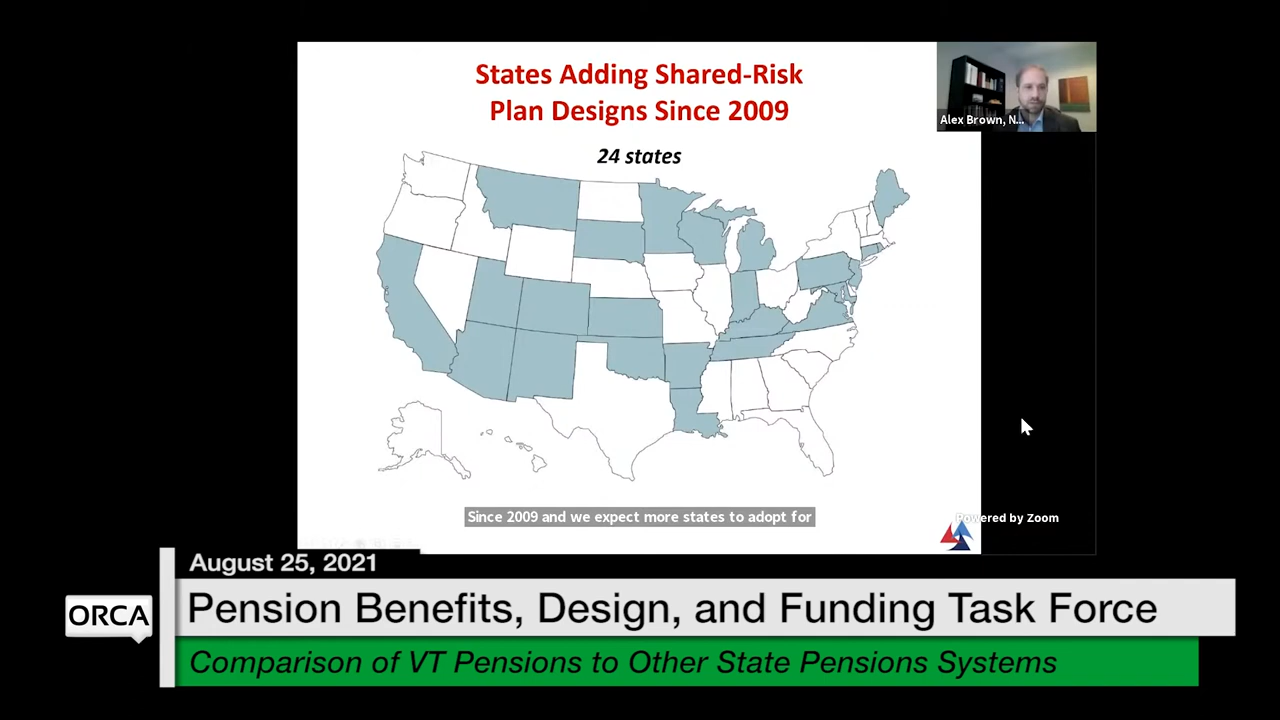 States Adding Shared-Risk
Plan Designs Since 2009
24 states
Alex Brown, N...
Since 2009 and we expect more states to adopt for
Powered by Zoom
August 25, 2021
ORCA
Pension Benefits, Design, and Funding Task Force
Comparison of VT Pensions to Other State Pensions Systems